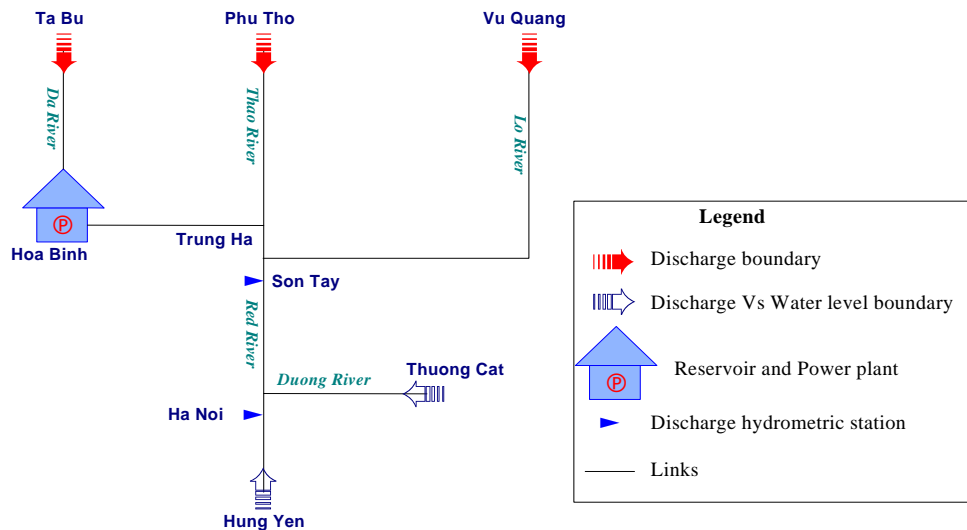 Ta Bu
Phu Tho
Vu Quang
Da River
Thao River
Lo River
P
Hoa Binh
Trung Ha
Son Tay
Red River
Duong River
Thuong Cat
Ha Noi
Hung Yen
Legend
Discharge boundary
Discharge Vs Water level boundary
P
Reservoir and Power plant
Discharge hydrometric station
Links